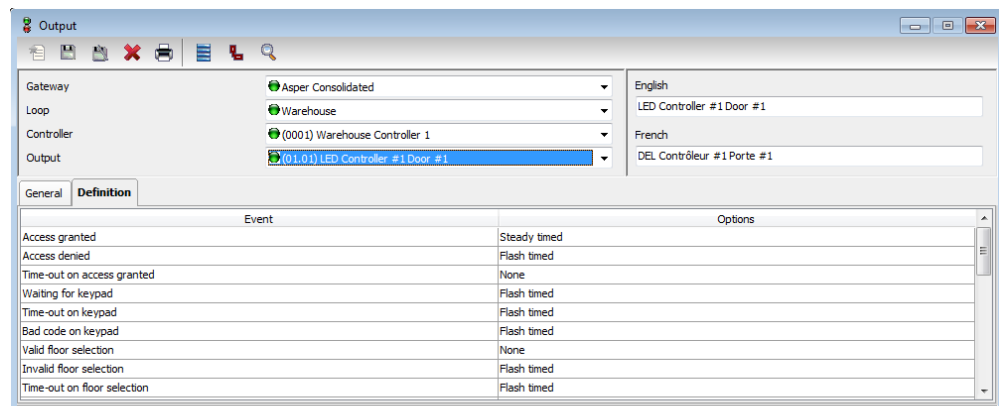 Output
Gateway
Asper Consolidated
English
Loop
Warehouse
LED Controller #1 Door #1
Controller
(0001) Warehouse Controller 1
French
Output
(01.01) LED Controller #1 Door #1
DEL Contrôleur #1 Porte #1
General Definition
Event Options
Access granted Steady timed
Access denied Flash timed
Time-out on access granted None
Waiting for keypad Flash timed
Time-out on keypad Flash timed
Bad code on keypad Flash timed
Valid floor selection None
Invalid floor selection Flash timed
Time-out on floor selection Flash timed